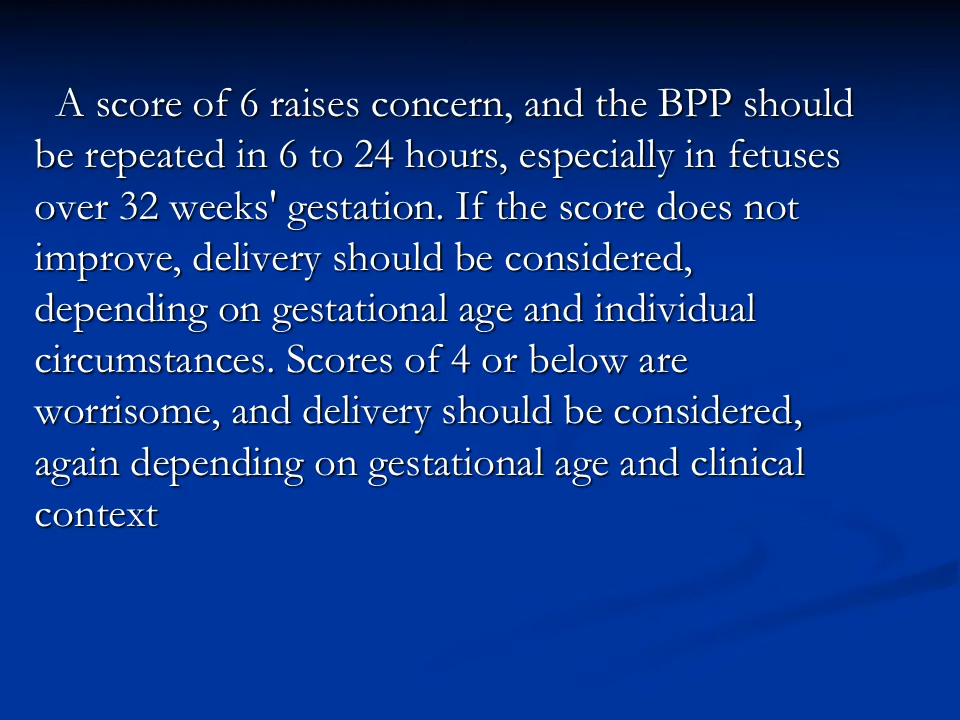 A score of 6 raises concern, and the BPP should
be repeated in 6 to 24 hours, especially in fetuses
over 32 weeks' gestation. If the score does not
improve, delivery should be considered,
depending on gestational age and individual
circumstances. Scores of 4 or below are
worrisome, and delivery should be considered,
again depending on gestational age and clinical
context